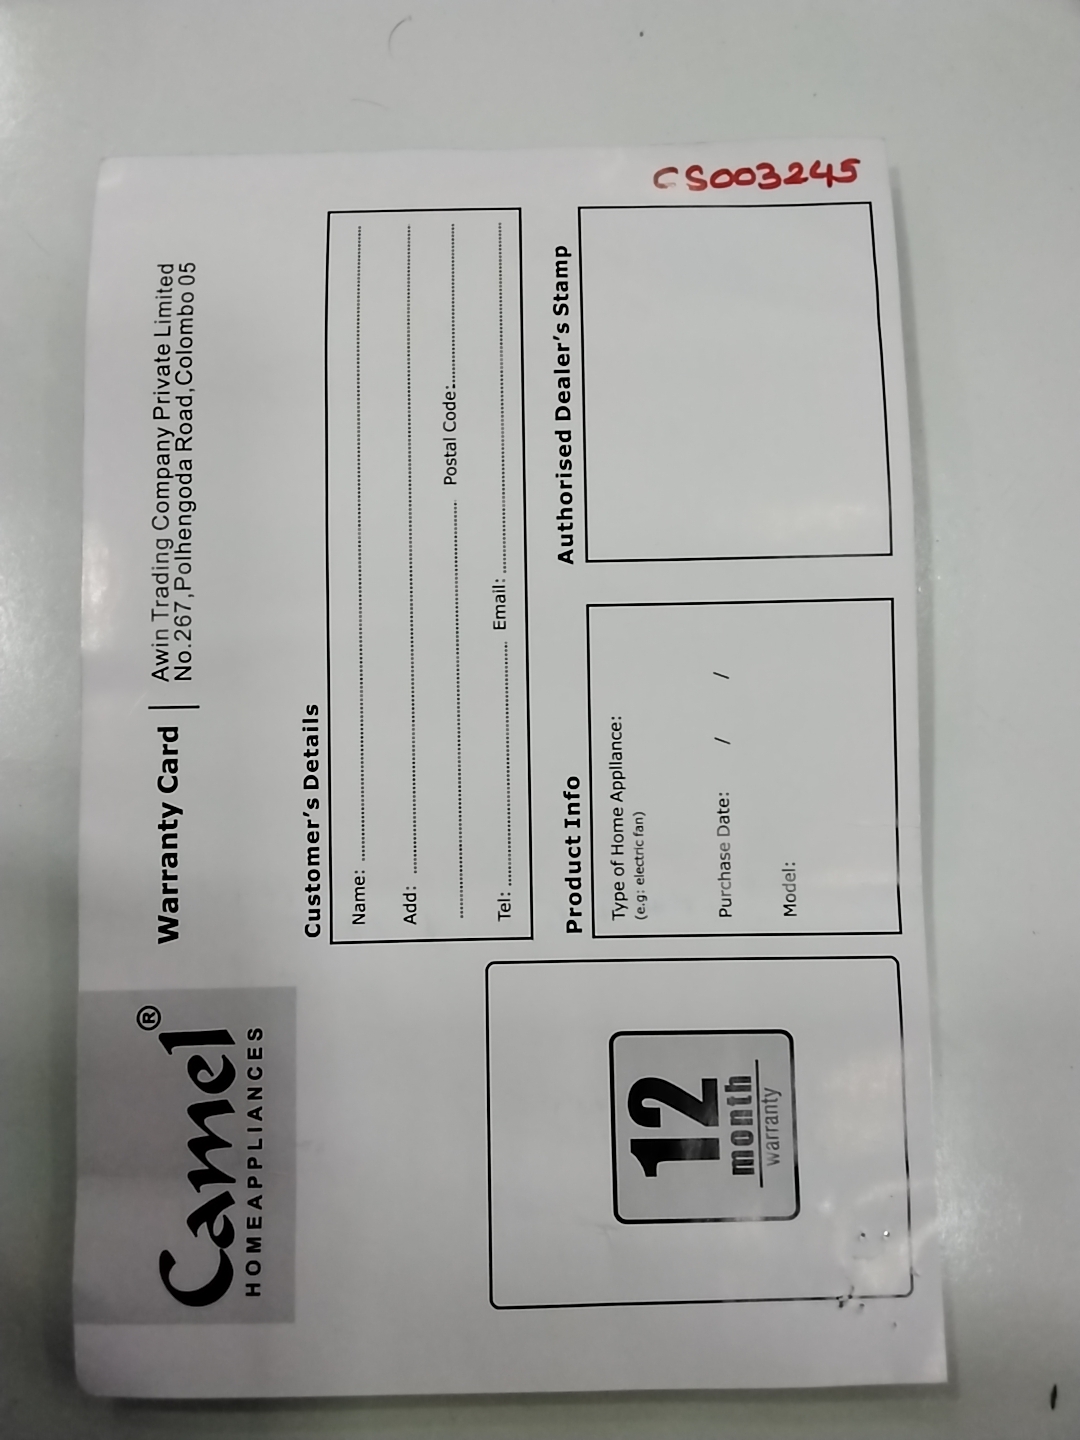 Camel®
HOMEAPPLIANCES
Warranty Card
Awin Trading Company Private Limited
No.267,Polhengoda Road,Colombo 05
Customer's Details
Name:
Add:
Postal Code:
Tel: Email:
12
month
warranty
Product Info
Type of Home Appliance:
(e.g: electric fan)
Purchase Date: / /
Model:
Authorised Dealer's Stamp
CS003245